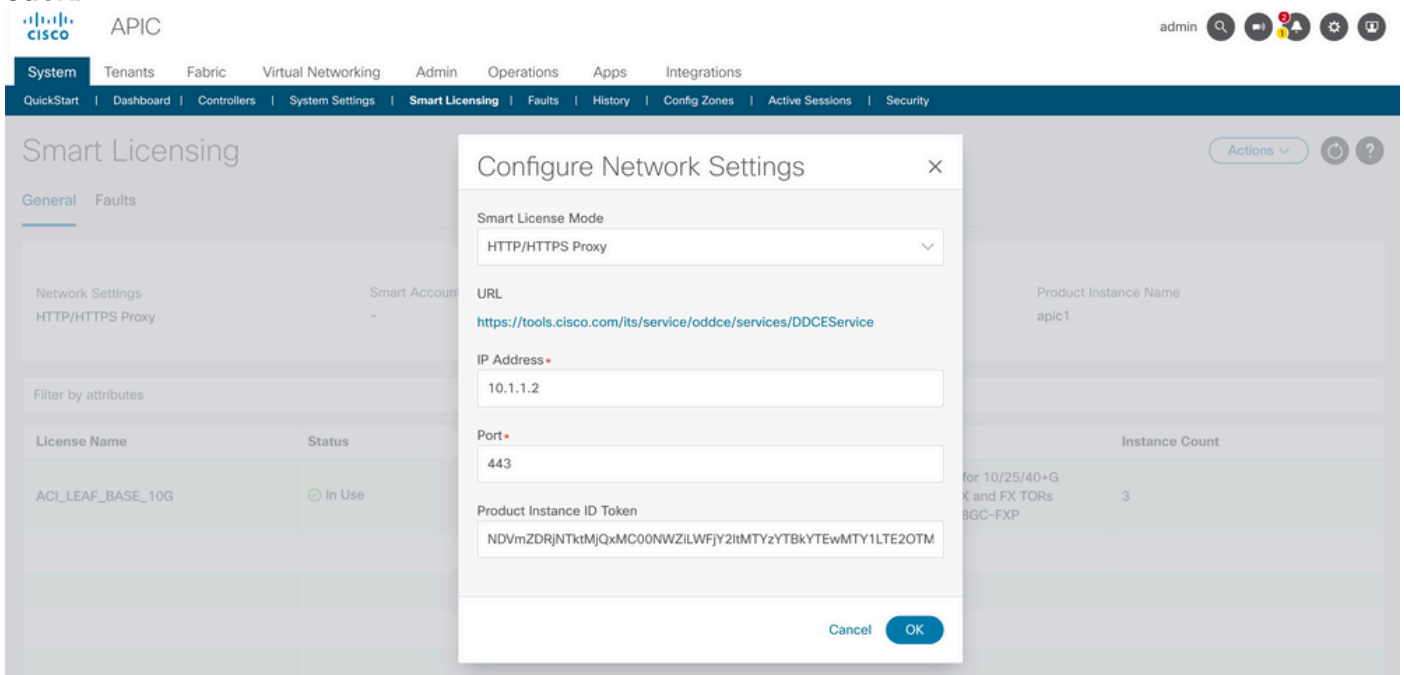 CISCO
APIC
admin
2
1
System Tenants Fabric Virtual Networking Admin Operations Apps Integrations
QuickStart | Dashboard | Controllers | System Settings | Smart Licensing | Faults | History | Config Zones | Active Sessions | Security
Smart Licensing
Actions
?
General Faults
Configure Network Settings
Smart License Mode
HTTP/HTTPS Proxy
URL
https://tools.cisco.com/its/service/oddce/services/DDCEService
IP Address
10.1.1.2
Port
443
Product Instance ID Token
NDVmZDRjNTktMjQxMC00NWZiLWFjY2ItMTYzYTBkYTEwMTY1LTE2OTM
Cancel OK
Network Settings
HTTP/HTTPS Proxy
Smart Accoun
-
Product Instance Name
apic1
Filter by attributes
License Name Status Instance Count
ACI_LEAF_BASE_10G In Use
for 10/25/40+G
X and FX TORs
8GC-FXP
3